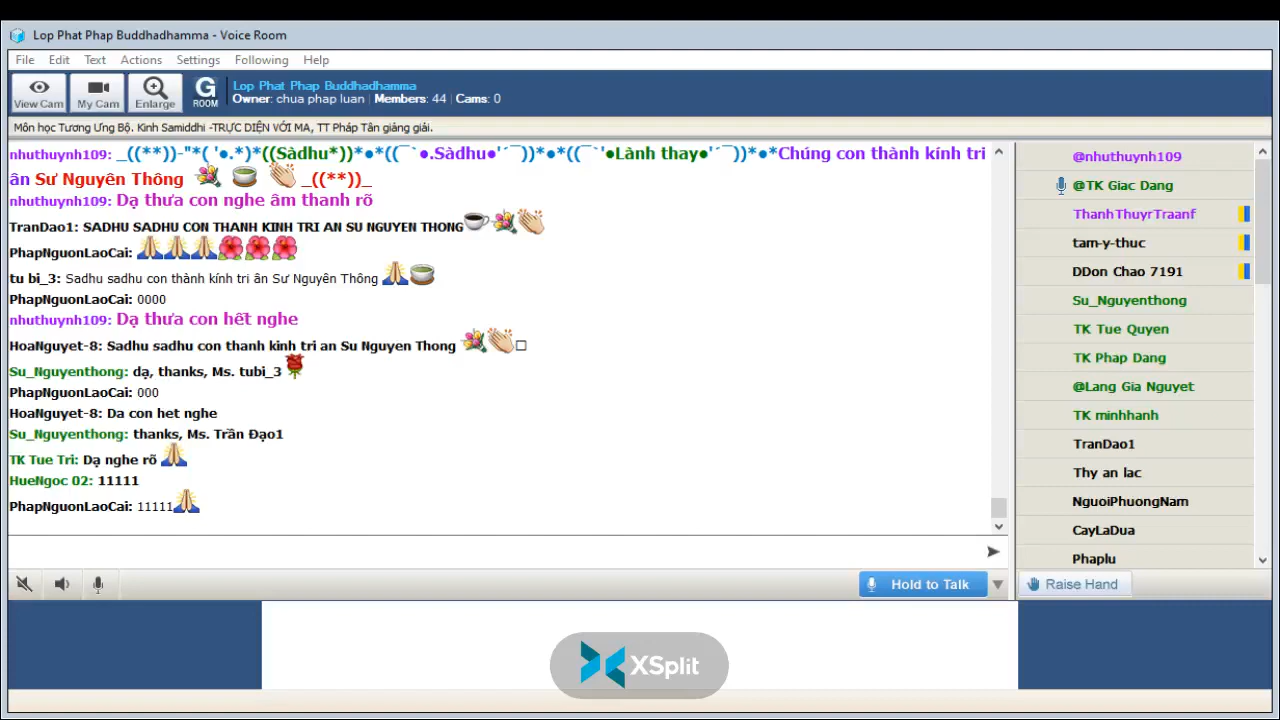 Lop Phat Phap Buddhadhamma - Voice Room
File Edit Text Actions Settings Following Help
View Cam My Cam Enlarge G ROOM
Lop Phat Phap Buddhadhamma
Owner: chua phap luan | Members: 44 | Cams: 0
Môn học Tương Ưng Bộ. Kinh Samiddhi -TRỰC DIỆN VỚI MA, TT Pháp Tân giảng giải.
nhuthuynh109: _((**))-"*( '●.*)*((Sàdhu*))*●*((¯`●.Sàdhu●'´¯))*●*((¯`'●Lành thay●'´¯))*●*Chúng con thành kính tri
ân Sư Nguyên Thông _((**))_
nhuthuynh109: Dạ thưa con nghe âm thanh rõ
TranDao1: SADHU SADHU CON THANH KINH TRI AN SU NGUYEN THONG
PhapNguonLaoCai:
tu bi_3: Sadhu sadhu con thành kính tri ân Sư Nguyên Thông
PhapNguonLaoCai: 0000
nhuthuynh109: Dạ thưa con hết nghe
HoaNguyet-8: Sadhu sadhu con thanh kinh tri an Su Nguyen Thong
Su_Nguyenthong: dạ, thanks, Ms. tubi_3
PhapNguonLaoCai: 000
HoaNguyet-8: Da con het nghe
Su_Nguyenthong: thanks, Ms. Trần Đạo1
TK Tue Tri: Dạ nghe rõ
HueNgoc 02: 11111
PhapNguonLaoCai: 11111
@nhuthuynh109
@TK Giac Dang
ThanhThuyrTraanf
tam-y-thuc
DDon Chao 7191
Su_Nguyenthong
TK Tue Quyen
TK Phap Dang
@Lang Gia Nguyet
TK minhhanh
TranDao1
Thy an lac
NguoiPhuongNam
CayLaDua
Phaplu
Hold to Talk
Raise Hand
XSplit